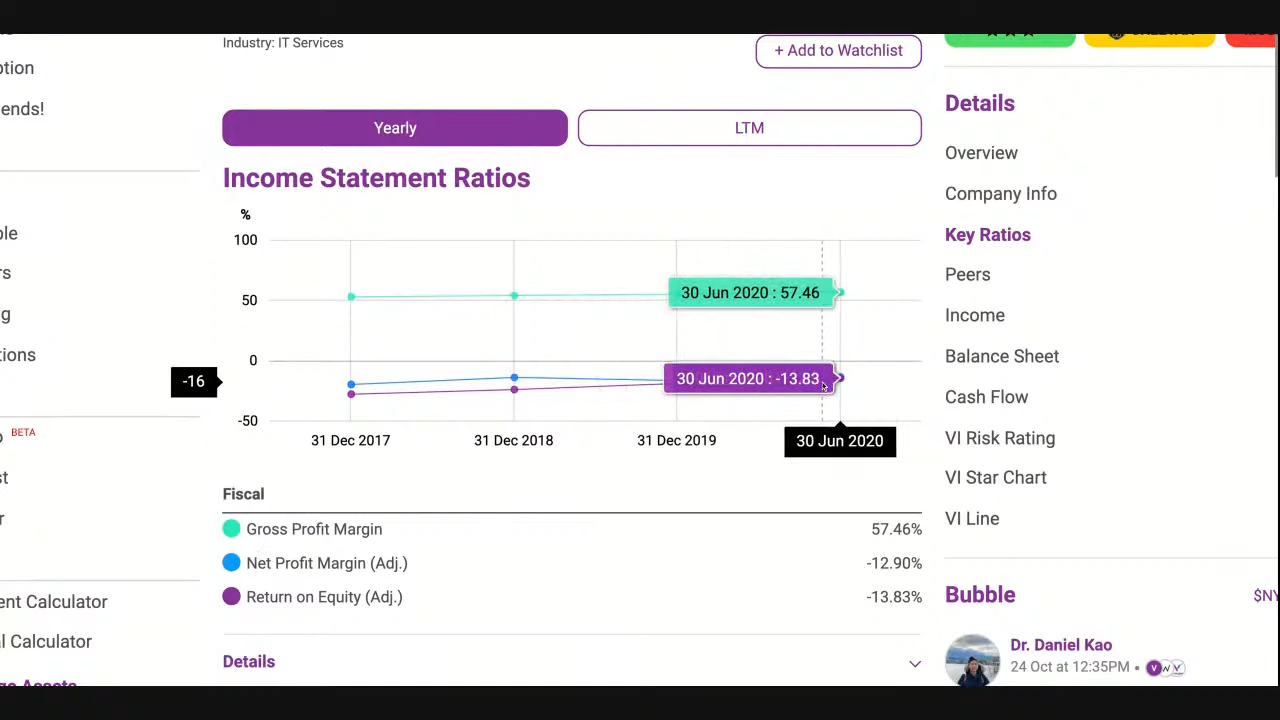 Industry: IT Services
+ Add to Watchlist
ption
ends!
ple
rs
g
tions
BETA
st
r
ent Calculator
al Calculator
Yearly
LTM
Income Statement Ratios
%
100
50
0
-50
-16
30 Jun 2020 : 57.46
30 Jun 2020 : -13.83
31 Dec 2017
31 Dec 2018
31 Dec 2019
30 Jun 2020
Fiscal
Gross Profit Margin 57.46%
Net Profit Margin (Adj.) -12.90%
Return on Equity (Adj.) -13.83%
Details
Details
Overview
Company Info
Key Ratios
Peers
Income
Balance Sheet
Cash Flow
VI Risk Rating
VI Star Chart
VI Line
Bubble
$NY
Dr. Daniel Kao
24 Oct at 12:35PM •